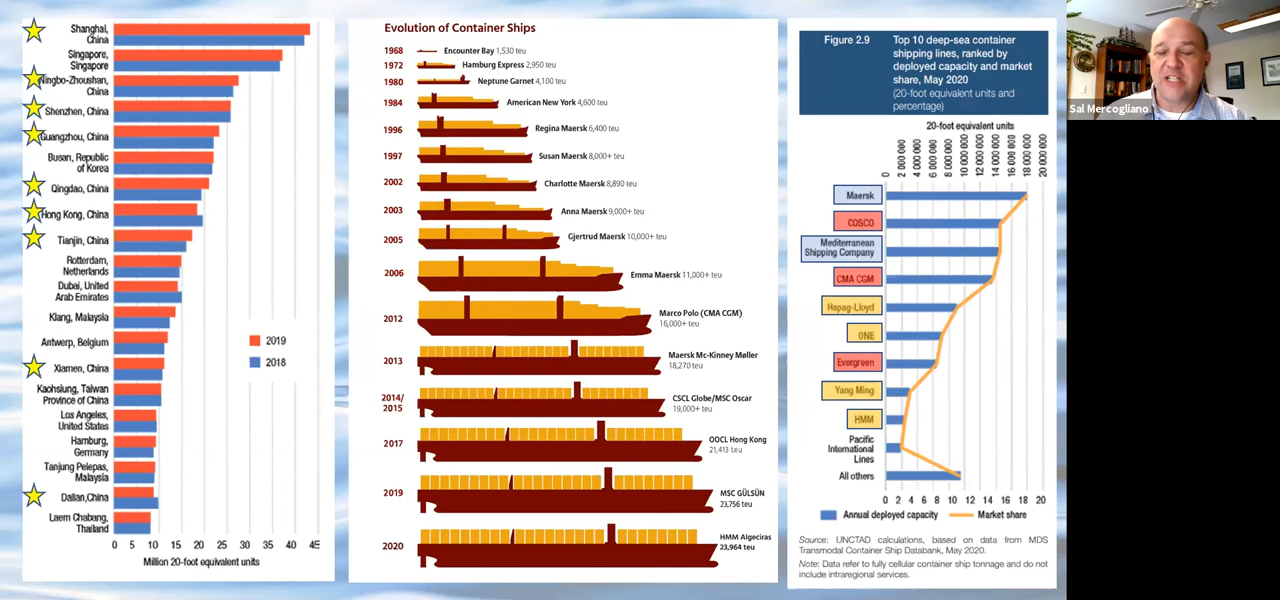 Shanghai,
China
Singapore,
Singapore
Ningbo-Zhoushan,
China
Shenzhen, China
Guangzhou, China
Busan, Republic
of Korea
Qingdao, China
Hong Kong, China
Tianjin, China
Rotterdam,
Netherlands
Dubai, United
Arab Emirates
Klang, Malaysia
Antwerp, Belgium
Xiamen, China
Kaohsiung, Taiwan
Province of China
Los Angeles,
United States
Hamburg,
Germany
Tanjung Pelepas,
Malaysia
Dalian,China
Laem Chabang,
Thailand
2019
2018
0 5 10 15 20 25 30 35 40 45
Million 20-foot equivalent units
Evolution of Container Ships
1968 Encounter Bay 1,530 teu
1972 Hamburg Express 2,950 teu
1980 Neptune Garnet 4,100 teu
1984 American New York 4,600 teu
1996 Regina Maersk 6,400 teu
1997 Susan Maersk 8,000+ teu
2002 Charlotte Maersk 8,890 teu
2003 Anna Maersk 9,000+ teu
2005 Gjertrud Maersk 10,000+ teu
2006 Emma Maersk 11,000+ teu
2012 Marco Polo (CMA CGM)
16,000+ teu
2013 Maersk Mc-Kinney Møller
18,270 teu
2014/
2015
CSCL Globe/MSC Oscar
19,000+ teu
2017 OOCL Hong Kong
21,413 teu
2019 MSC GÜLSÜN
23,756 teu
2020 HMM Algeciras
23,964 teu
Figure 2.9 Top 10 deep-sea container
shipping lines, ranked by
deployed capacity and market
share, May 2020
(20-foot equivalent units and
percentage)
20-foot equivalent units
0 2 000 000 4 000 000 6 000 000 8 000 000 10 000 000 12 000 000 14 000 000 16 000 000 18 000 000 20 000 000
Maersk
COSCO
Mediterranean
Shipping Company
CMA CGM
Hapag-Lloyd
ONE
Evergreen
Yang Ming
HMM
Pacific
International
Lines
All others
0 2 4 6 8 10 12 14 16 18 20
Annual deployed capacity Market share
Source: UNCTAD calculations, based on data from MDS
Transmodal Container Ship Databank, May 2020.
Note: Data refer to fully cellular container ship tonnage and do not
include intraregional services.
Sal Mercogliano